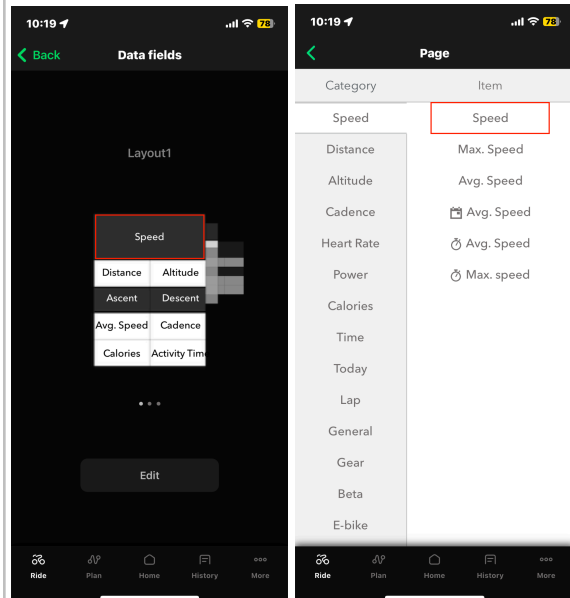 10:19
78
Back
Data fields
Layout1
Speed
Distance Altitude
Ascent Descent
Avg. Speed Cadence
Calories Activity Tim
Edit
Ride Plan Home History More
10:19
78
Page
Category Item
Speed Speed
Distance Max. Speed
Altitude Avg. Speed
Cadence Avg. Speed
Heart Rate Avg. Speed
Power Max. speed
Calories
Time
Today
Lap
General
Gear
Beta
E-bike
Ride Plan Home History More